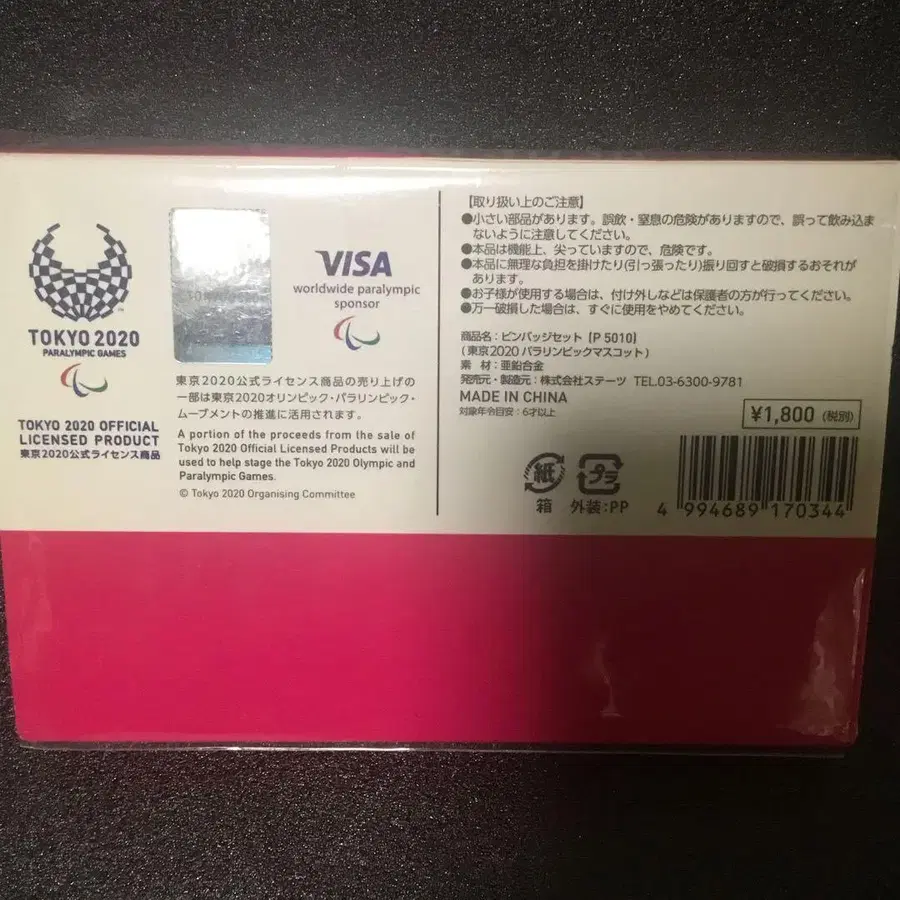 TOKYO 2020
PARALYMPIC GAMES
TOKYO 2020 OFFICIAL
LICENSED PRODUCT
東京2020公式ライセンス商品
VISA
worldwide paralympic
sponsor
東京2020公式ライセンス商品の売り上げの
一部は東京2020オリンピック・パラリンピック・
ムーブメントの推進に活用されます。
A portion of the proceeds from the sale of
Tokyo 2020 Official Licensed Products will be
used to help stage the Tokyo 2020 Olympic and
Paralympic Games.
© Tokyo 2020 Organising Committee
【取り扱い上のご注意】
●小さい部品があります。誤飲・窒息の危険がありますので、誤って飲み込ま
ないように注意してください。
●本品は機能上、尖っていますので、危険です。
●本品に無理な負担を掛けたり(引っ張ったり)振り回すと破損するおそれが
あります。
●お子様が使用する場合は、付け外しなどは保護者の方が行ってください。
●万一破損した場合は、すぐに使用をやめてください。
商品名:ピンバッジセット [P 5010]
(東京2020 パラリンピックマスコット)
素 材:亜鉛合金
発売元・製造元:株式会社ステーツ TEL.03-6300-9781
MADE IN CHINA
対象年令目安:6才以上
¥1,800 (税別)
紙 プラ
箱 外装:PP
4 994689 170344